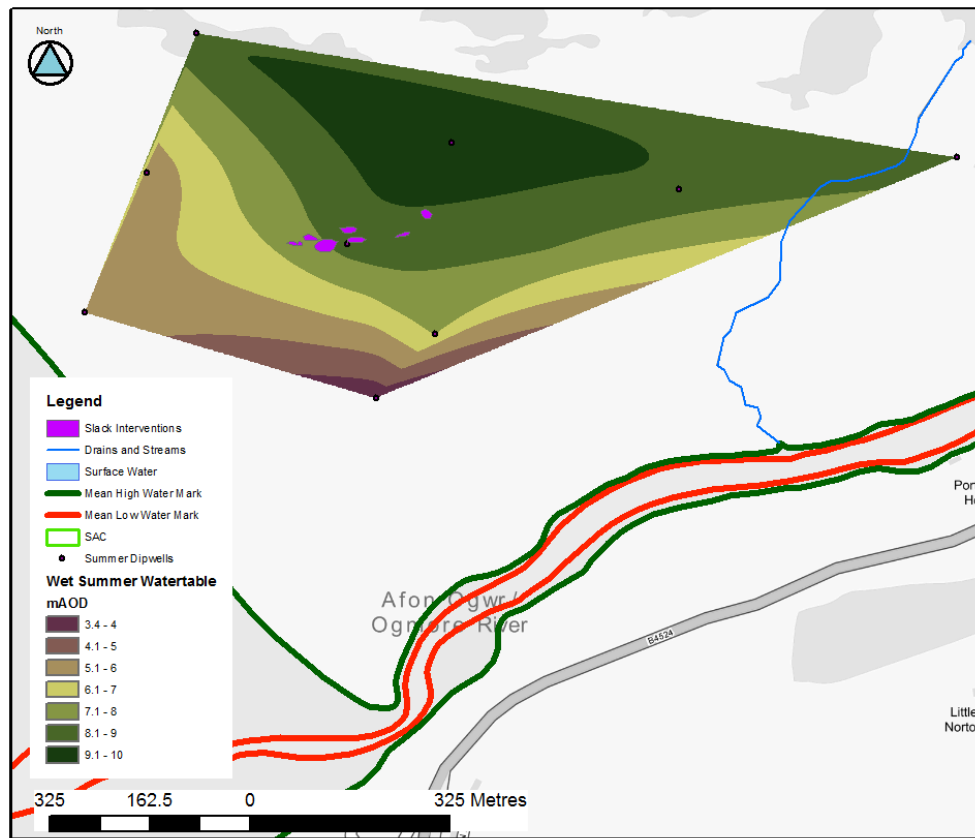 North
Legend
Slack Interventions
Drains and Streams
Surface Water
Mean High Water Mark
Mean Low Water Mark
SAC
Summer Dipwells
Wet Summer Watertable
mAOD
3.4 - 4
4.1 - 5
5.1 - 6
6.1 - 7
7.1 - 8
8.1 - 9
9.1 - 10
Afon Ogwr /
Ogmore River
B4524
Por
He
Little
Norto
325 162.5 0 325 Metres